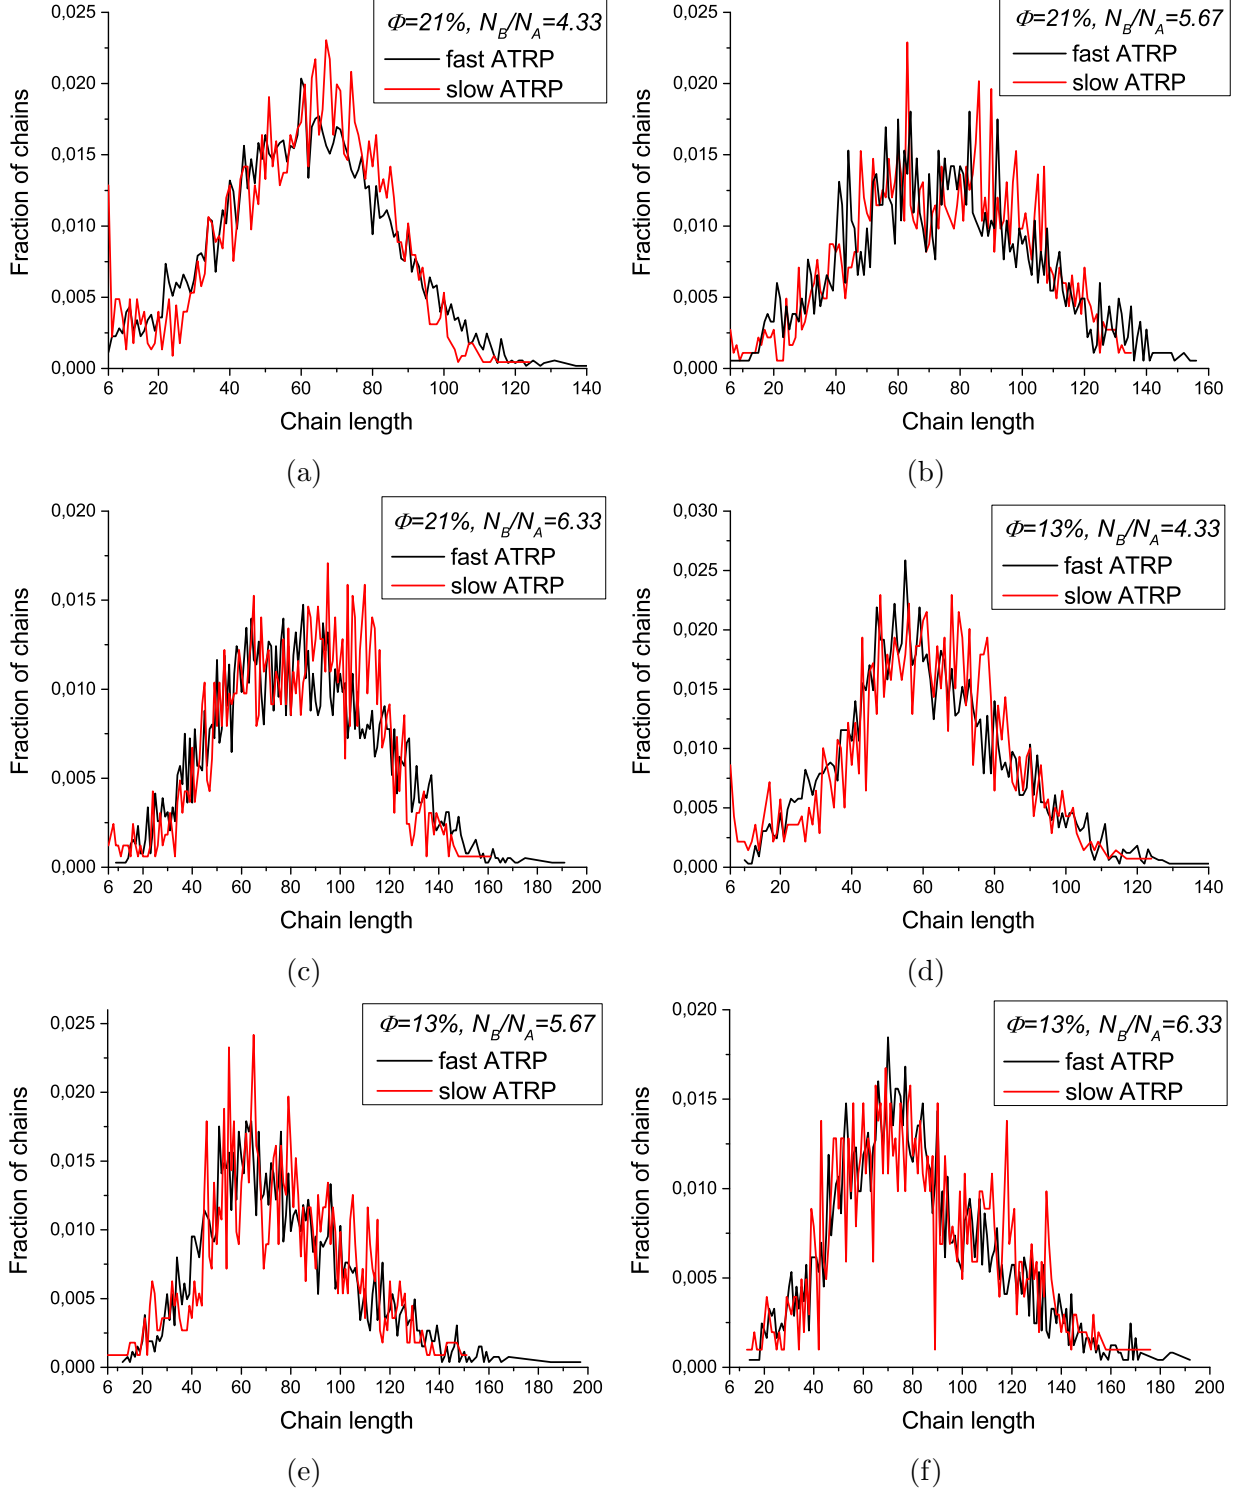 0,025
0,020
0,015
0,010
0,005
0,000
Fraction of chains
Φ=21%, N_B/N_A=4.33
fast ATRP
slow ATRP
6 20 40 60 80 100 120 140
Chain length
(a)
0,025
0,020
0,015
0,010
0,005
0,000
Fraction of chains
Φ=21%, N_B/N_A=5.67
fast ATRP
slow ATRP
6 20 40 60 80 100 120 140 160
Chain length
(b)
0,020
0,015
0,010
0,005
0,000
Fraction of chains
Φ=21%, N_B/N_A=6.33
fast ATRP
slow ATRP
6 20 40 60 80 100 120 140 160 180 200
Chain length
(c)
0,030
0,025
0,020
0,015
0,010
0,005
0,000
Fraction of chains
Φ=13%, N_B/N_A=4.33
fast ATRP
slow ATRP
6 20 40 60 80 100 120 140
Chain length
(d)
0,025
0,020
0,015
0,010
0,005
0,000
Fraction of chains
Φ=13%, N_B/N_A=5.67
fast ATRP
slow ATRP
6 20 40 60 80 100 120 140 160 180 200
Chain length
(e)
0,020
0,015
0,010
0,005
0,000
Fraction of chains
Φ=13%, N_B/N_A=6.33
fast ATRP
slow ATRP
6 20 40 60 80 100 120 140 160 180 200
Chain length
(f)